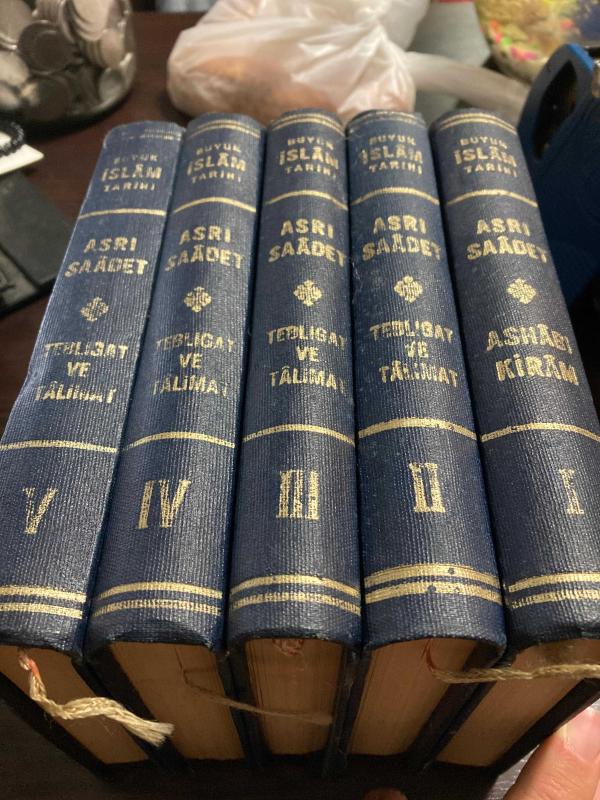 BÜYÜK
İSLÂM
TARİHİ
ASRI
SAÂDET
TEBLİGAT
VE
TÂLİMAT
V
BÜYÜK
İSLÂM
TARİHİ
ASRI
SAÂDET
TEBLİGAT
VE
TÂLİMAT
IV
BÜYÜK
İSLÂM
TARİHİ
ASRI
SAÂDET
TEBLİGAT
VE
TÂLİMAT
III
BÜYÜK
İSLÂM
TARİHİ
ASRI
SAÂDET
TEBLİGAT
VE
TÂLİMAT
II
BÜYÜK
İSLÂM
TARİHİ
ASRI
SAÂDET
ASHÂBI
KİRÂM
I